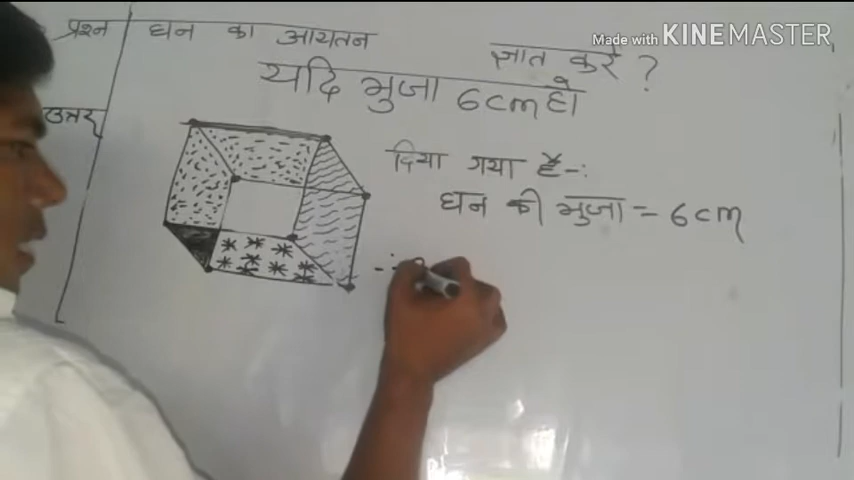 Made with KINEMASTER
प्रश्न घन का आयतन ज्ञात करें ?
यदि भुजा 6cm हो
उत्तर
दिया गया है-:
घन की भुजा = 6cm